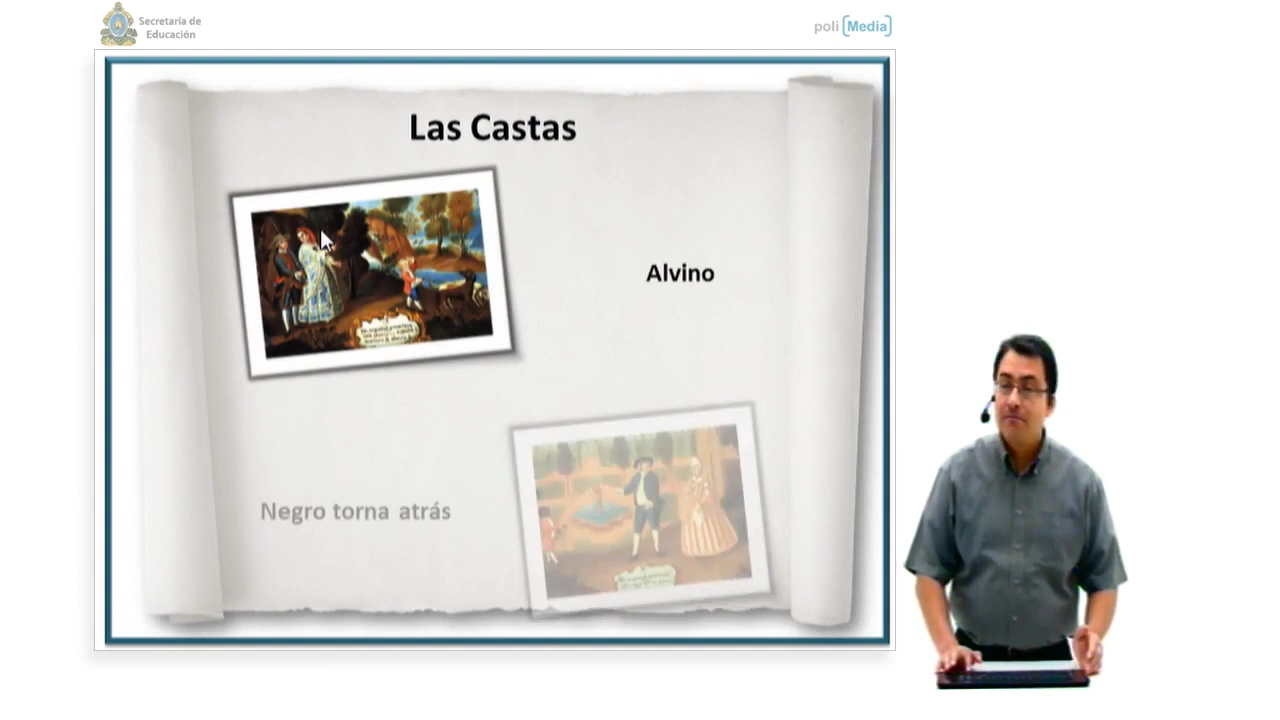 Secretaría de
Educación
poli [Media]
Las Castas
Alvino
Negro torna atrás